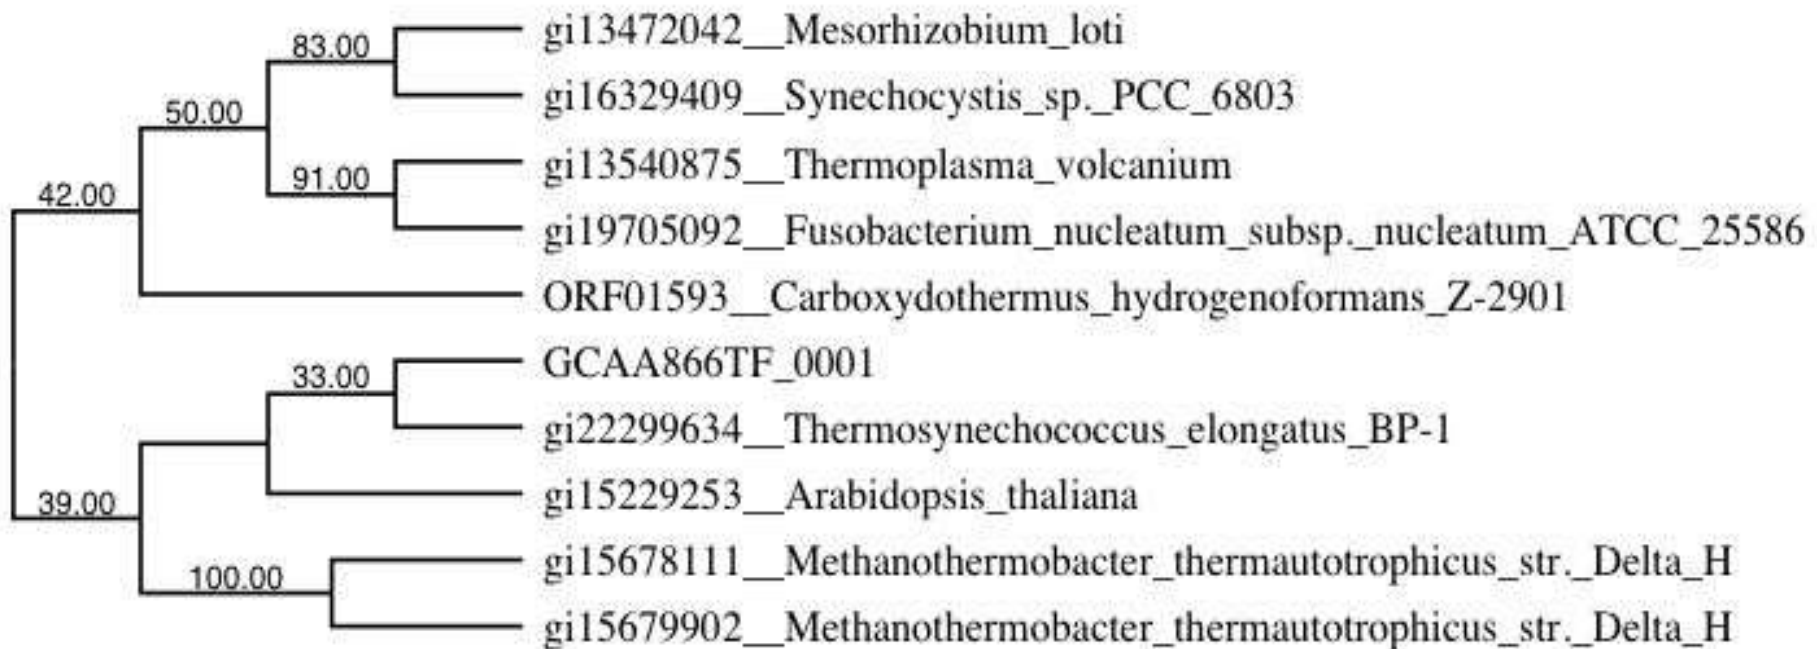 83.00
gi13472042__Mesorhizobium_loti
gi16329409__Synechocystis_sp._PCC_6803
50.00
91.00
gi13540875__Thermoplasma_volcanium
gi19705092__Fusobacterium_nucleatum_subsp._nucleatum_ATCC_25586
42.00
ORF01593__Carboxydothermus_hydrogenoformans_Z-2901
33.00
GCAA866TF_0001
gi22299634__Thermosynechococcus_elongatus_BP-1
39.00
gi15229253__Arabidopsis_thaliana
100.00
gi15678111__Methanothermobacter_thermautotrophicus_str._Delta_H
gi15679902__Methanothermobacter_thermautotrophicus_str._Delta_H